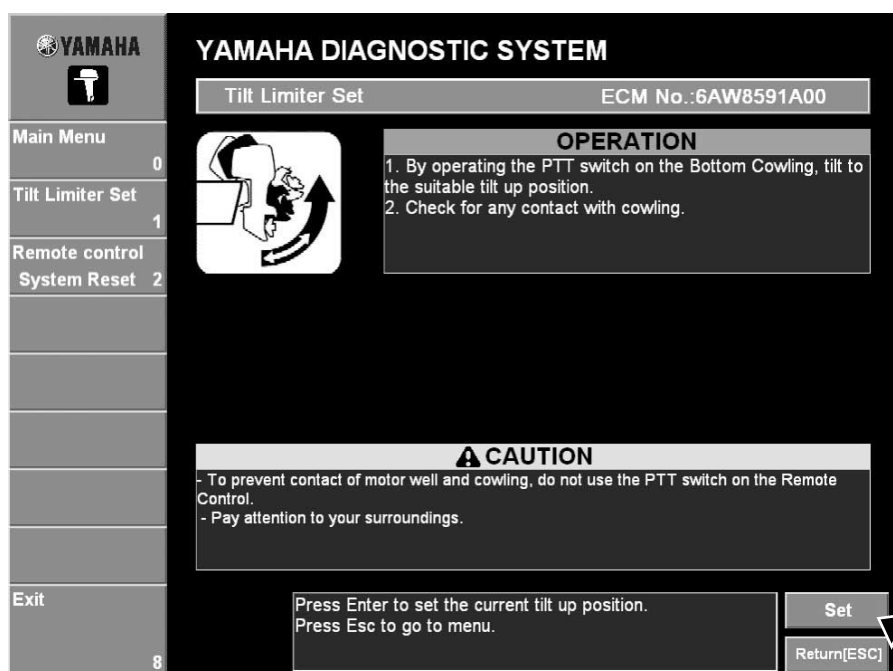 YAMAHA
YAMAHA DIAGNOSTIC SYSTEM
Tilt Limiter Set ECM No.:6AW8591A00
Main Menu
0
Tilt Limiter Set
1
Remote control
System Reset 2
OPERATION
1. By operating the PTT switch on the Bottom Cowling, tilt to
the suitable tilt up position.
2. Check for any contact with cowling.
CAUTION
- To prevent contact of motor well and cowling, do not use the PTT switch on the Remote
Control.
- Pay attention to your surroundings.
Exit
8
Press Enter to set the current tilt up position.
Press Esc to go to menu.
Set
Return[ESC]